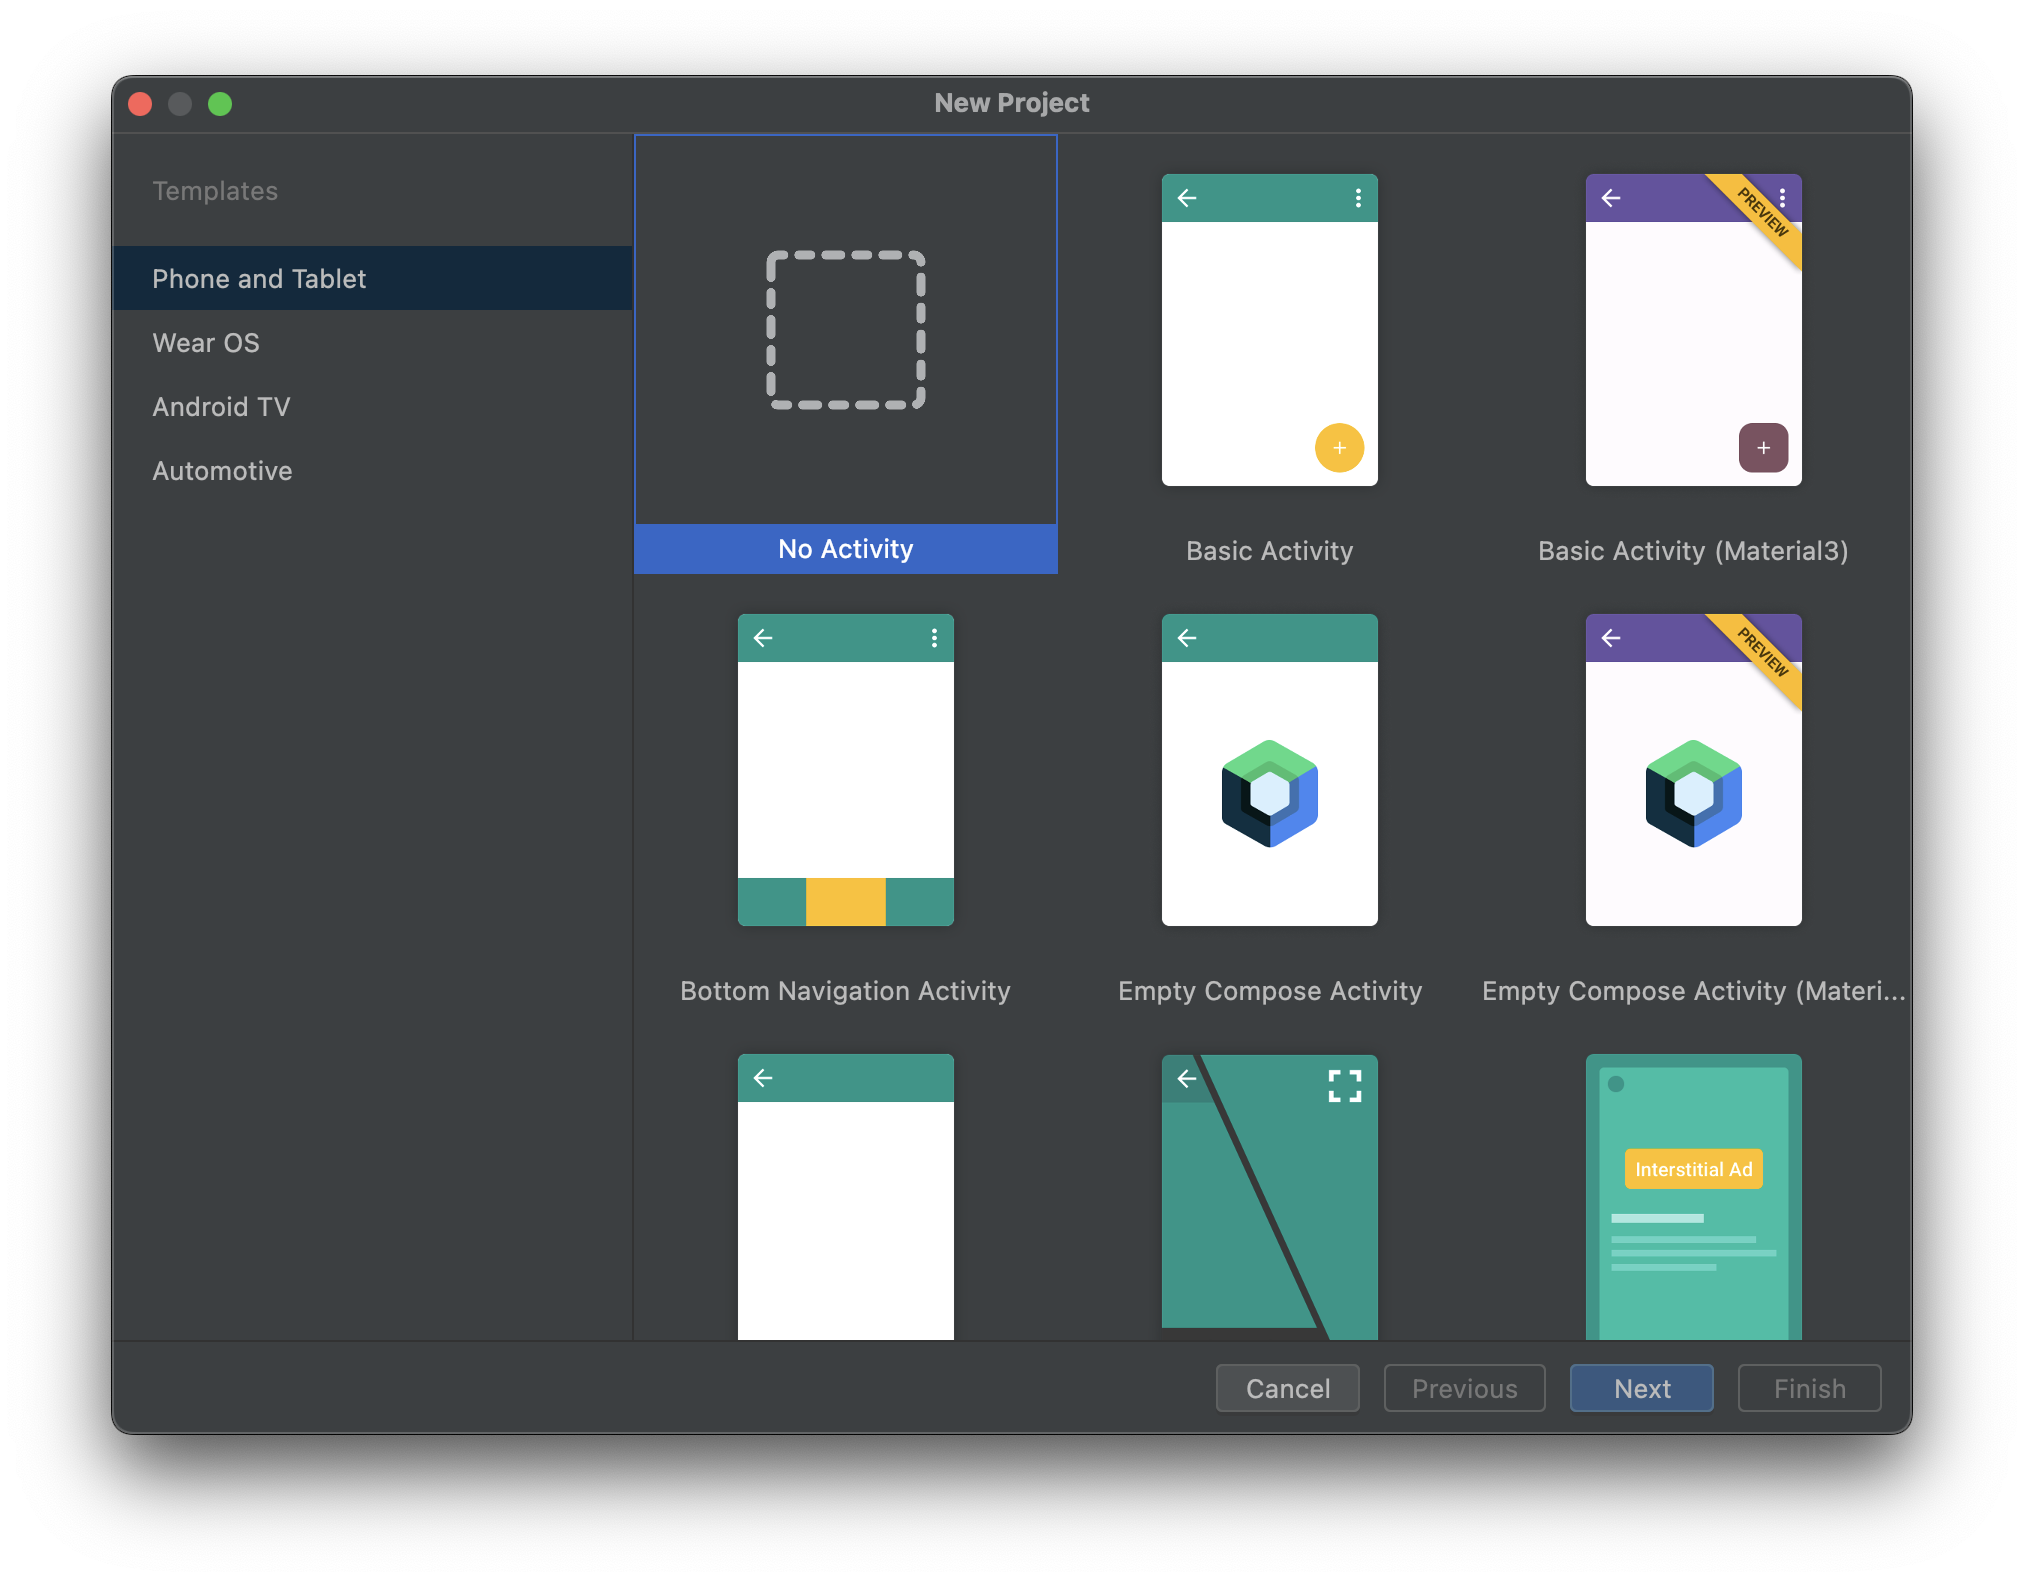 New Project
Templates
Phone and Tablet
Wear OS
Android TV
Automotive
No Activity
Basic Activity
PREVIEW
Basic Activity (Material3)
Bottom Navigation Activity
Empty Compose Activity
PREVIEW
Empty Compose Activity (Materi...
Interstitial Ad
Cancel
Previous
Next
Finish